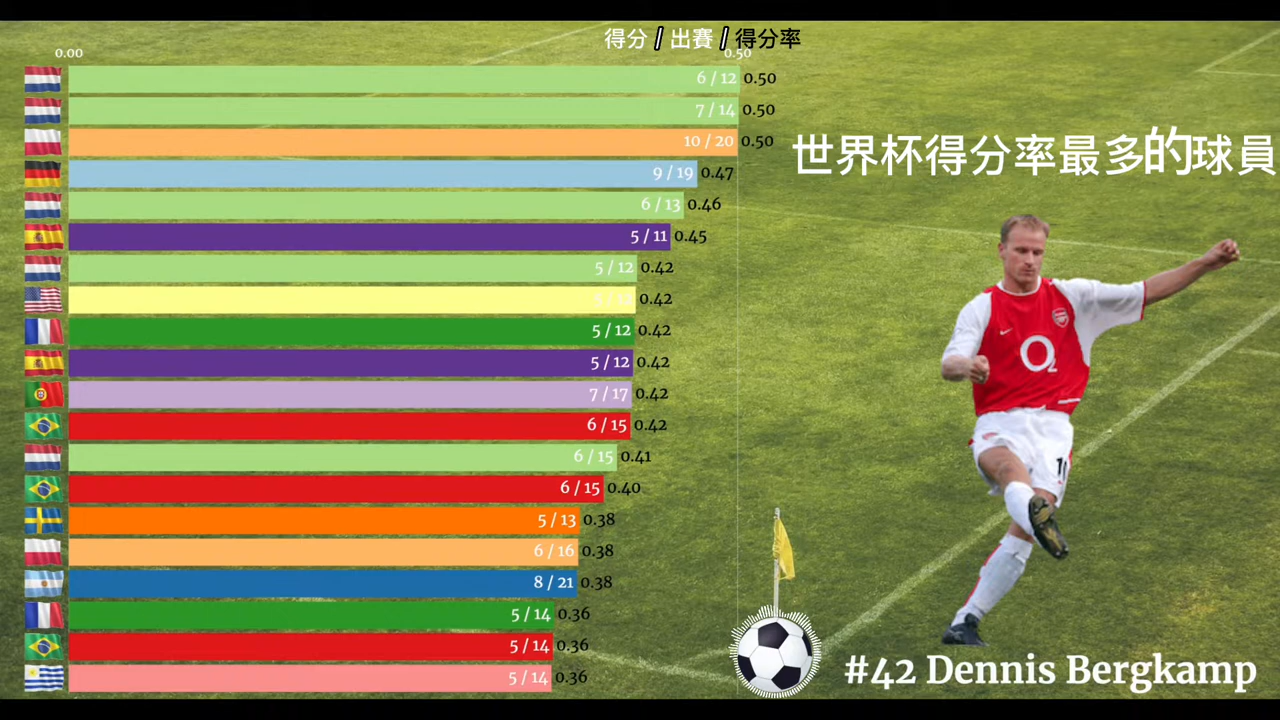 得分 / 出賽 / 得分率
0.00 0.50
6 / 12 0.50
7 / 14 0.50
10 / 20 0.50
世界杯得分率最多的球員
9 / 19 0.47
6 / 13 0.46
5 / 11 0.45
5 / 12 0.42
5 / 12 0.42
5 / 12 0.42
5 / 12 0.42
7 / 17 0.42
6 / 15 0.42
6 / 15 0.41
6 / 15 0.40
5 / 13 0.38
6 / 16 0.38
8 / 21 0.38
5 / 14 0.36
5 / 14 0.36
5 / 14 0.36
O2
10
#42 Dennis Bergkamp